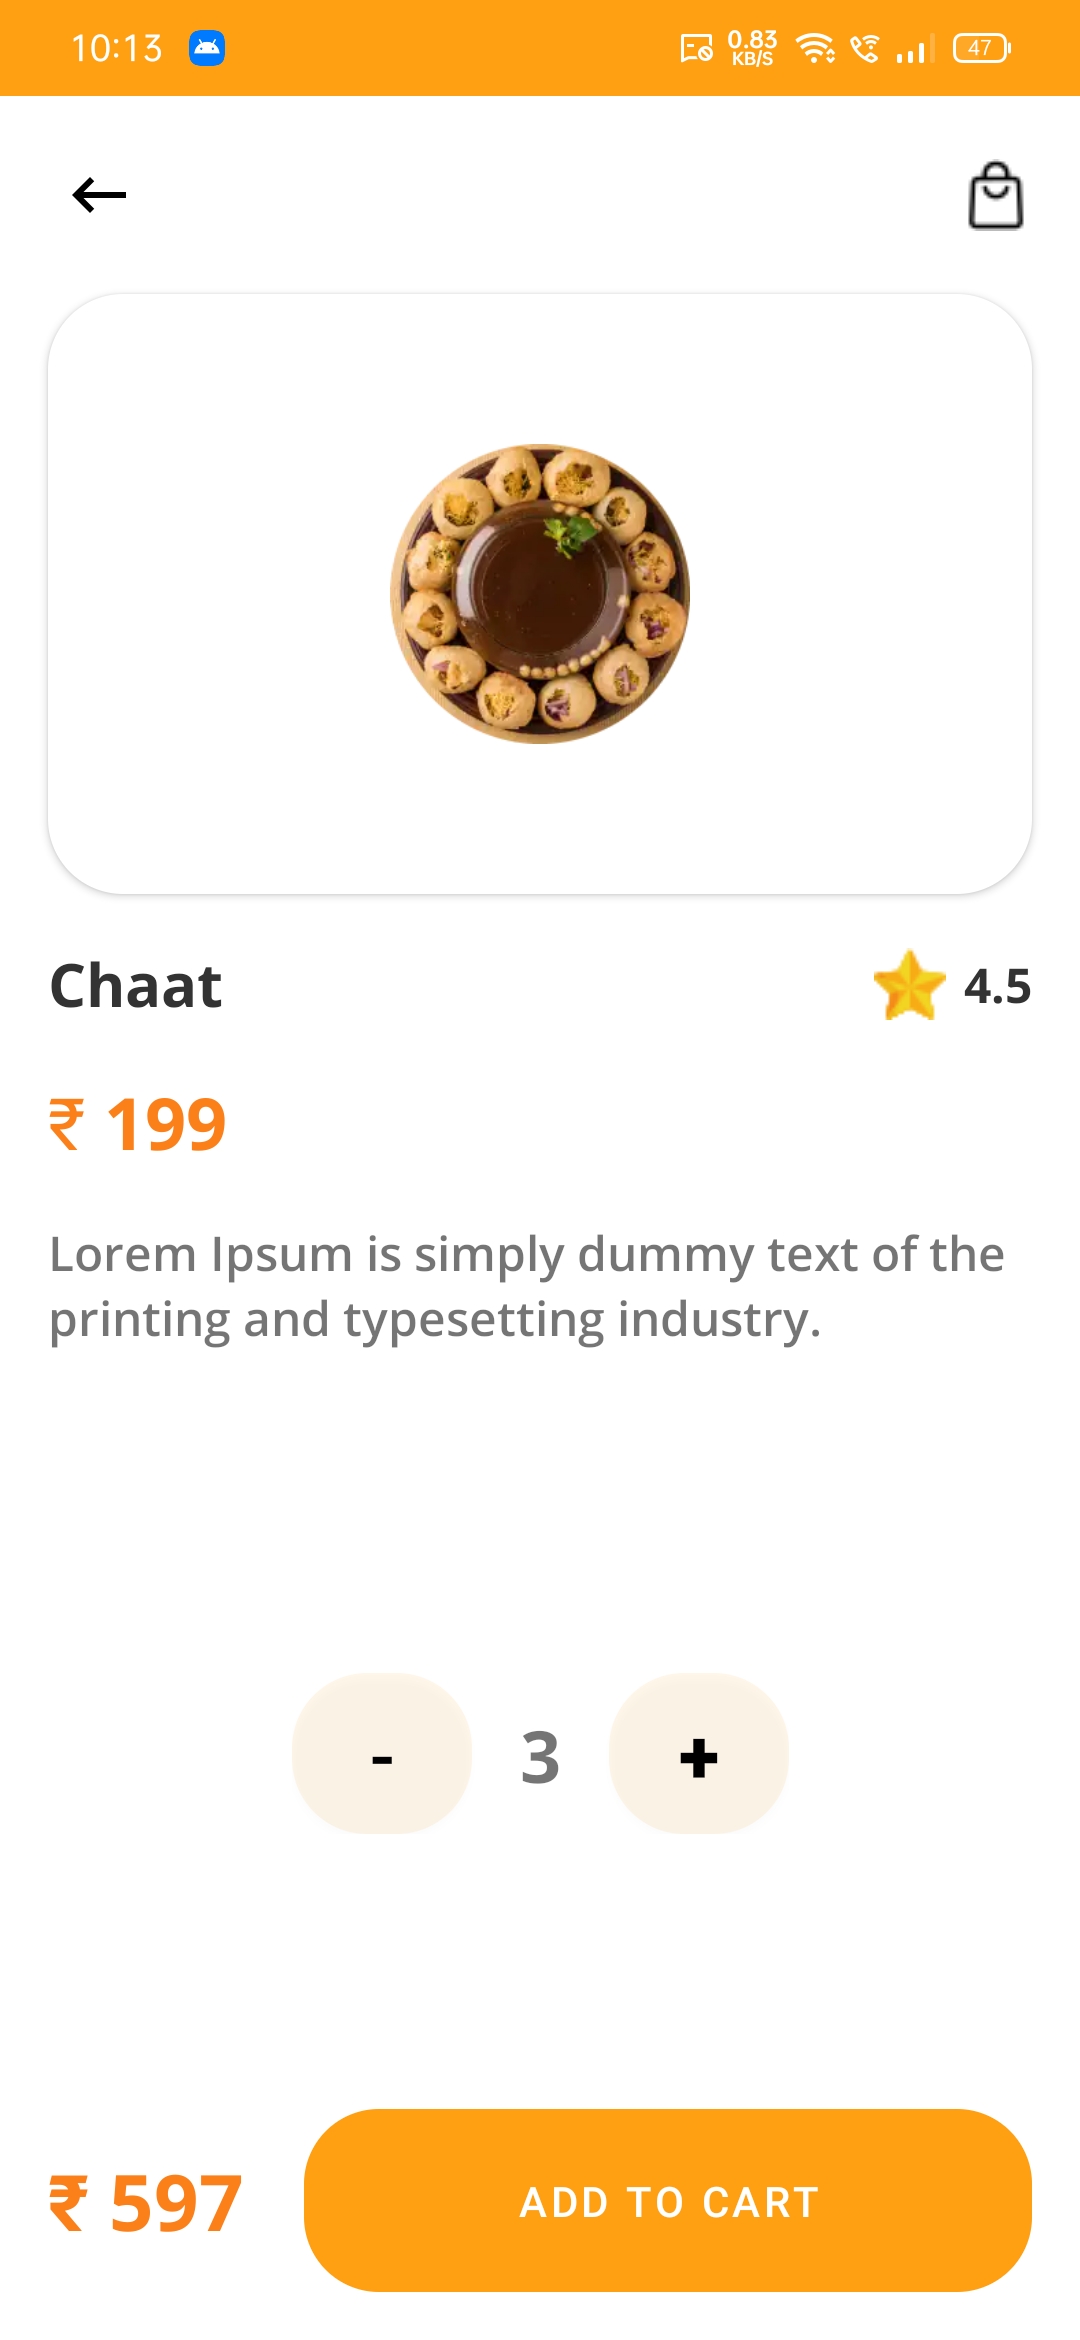 10:13
0.83
KB/S
47
Chaat
4.5
₹ 199
Lorem Ipsum is simply dummy text of the
printing and typesetting industry.
- 3 +
₹ 597
ADD TO CART